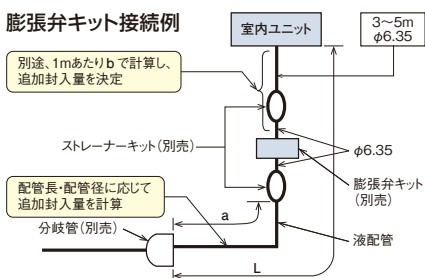 膨張弁キット接続例
室内ユニット
3〜5m
φ6.35
別途、1mあたりbで計算し、
追加封入量を決定
ストレーナーキット(別売)
φ6.35
膨張弁キット
(別売)
配管長・配管径に応じて
追加封入量を計算
分岐管(別売)
a
液配管
L